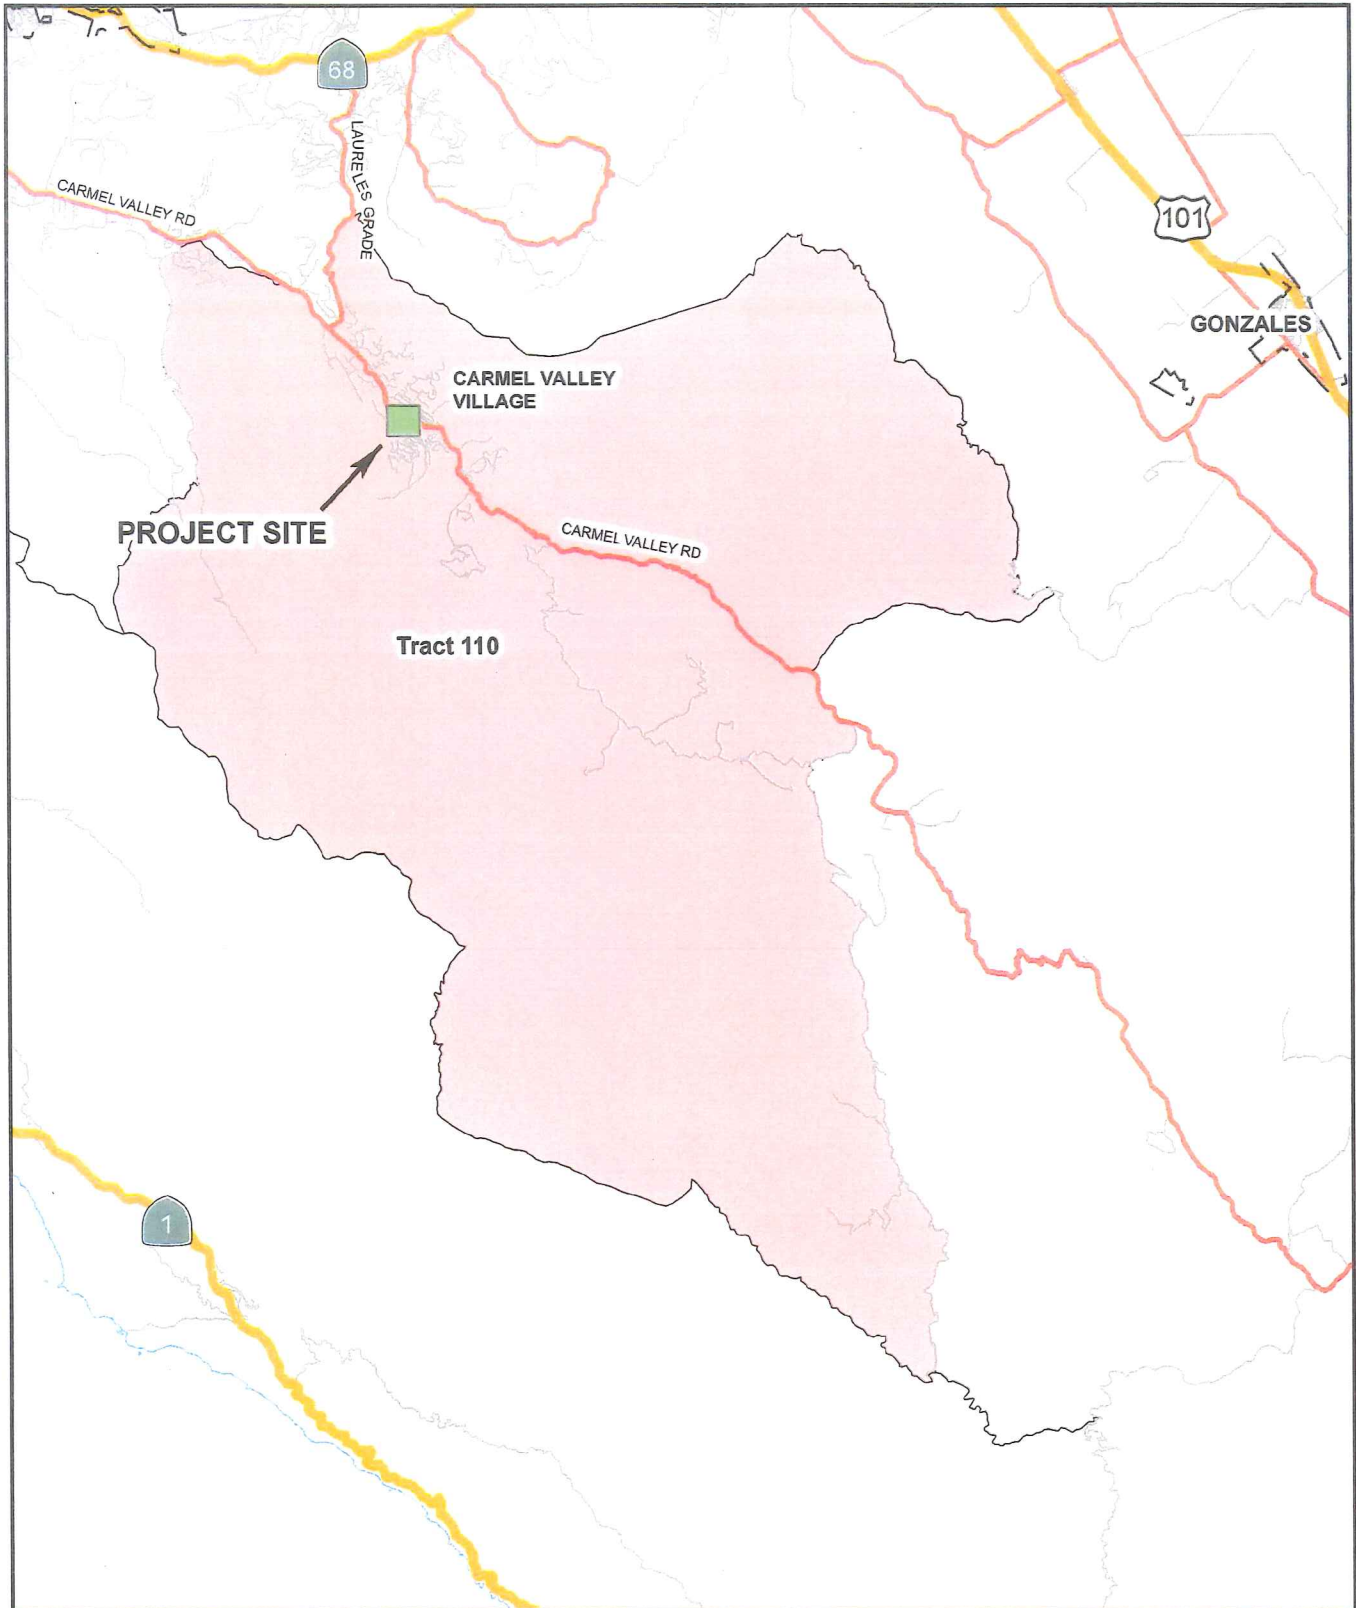 68
LAURELES GRADE
CARMEL VALLEY RD
101
GONZALES
CARMEL VALLEY
VILLAGE
PROJECT SITE
CARMEL VALLEY RD
Tract 110
1